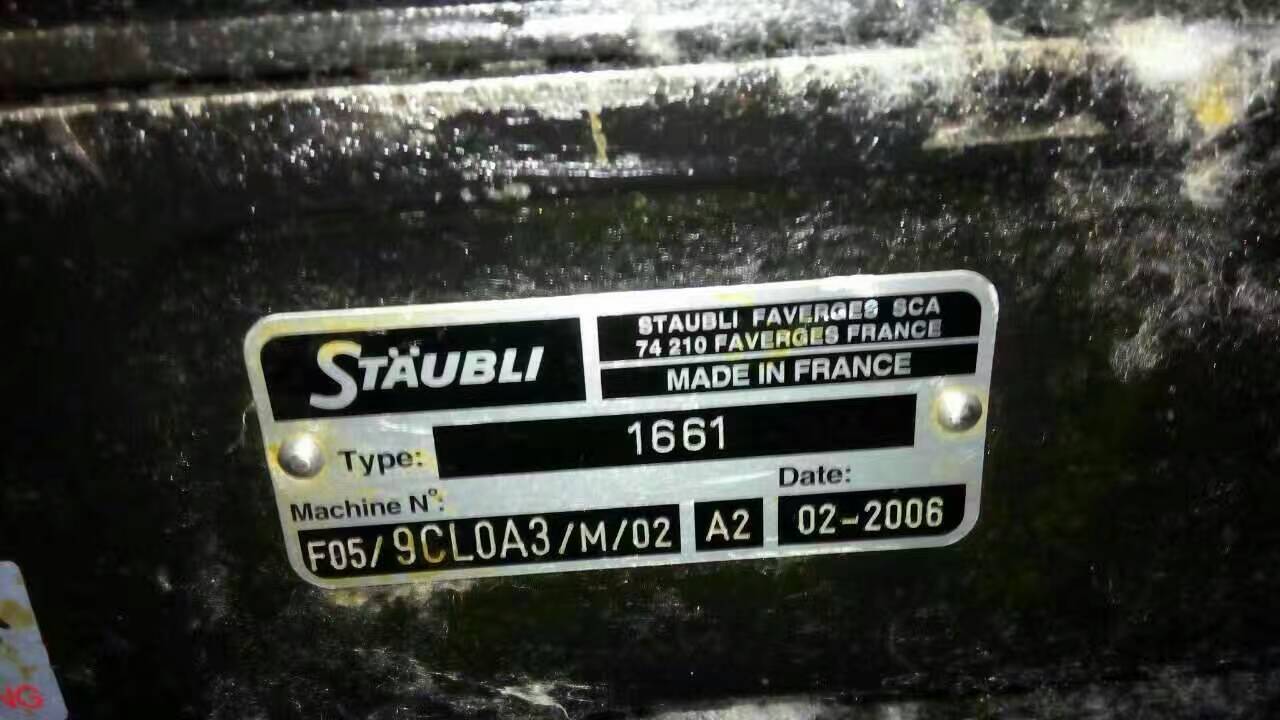 STÄUBLI
STAUBLI FAVERGES SCA
74 210 FAVERGES FRANCE
MADE IN FRANCE
Type: 1661
Machine N°:
Date:
F05/9CL0A3/M/02 A2 02-2006
NG